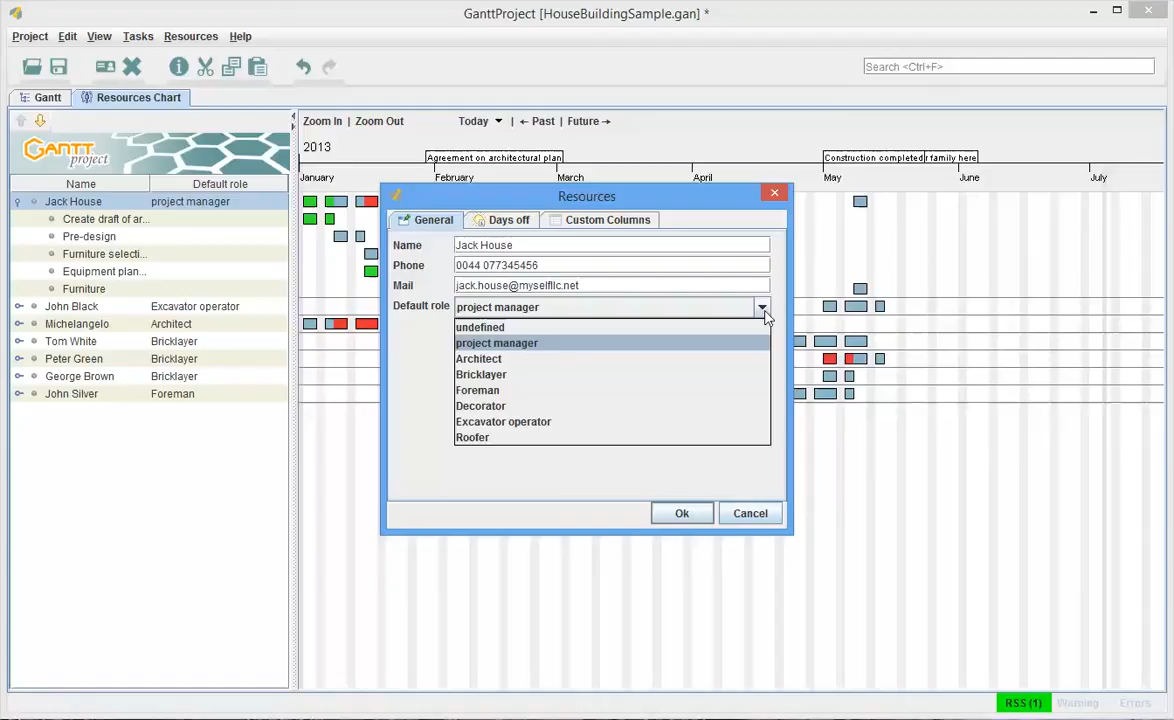 GanttProject [HouseBuildingSample.gan] *
Project Edit View Tasks Resources Help
Search <Ctrl+F>
Gantt Resources Chart
Zoom In | Zoom Out Today | ← Past | Future →
GANTT project
2013
Agreement on architectural plan Construction completed family here
January February March April May June July
Name Default role
Jack House project manager
Create draft of ar...
Pre-design
Furniture selecti...
Equipment plan...
Furniture
John Black Excavator operator
Michelangelo Architect
Tom White Bricklayer
Peter Green Bricklayer
George Brown Bricklayer
John Silver Foreman
Resources
General Days off Custom Columns
Name Jack House
Phone 0044 077345456
Mail jack.house@myselfllc.net
Default role project manager
undefined
project manager
Architect
Bricklayer
Foreman
Decorator
Excavator operator
Roofer
Ok Cancel
RSS (1) Warning Errors